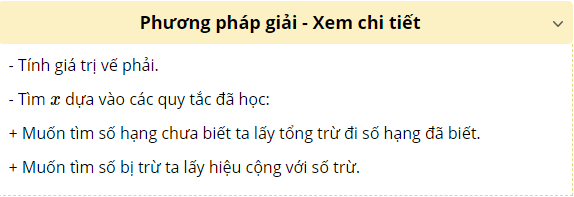 Phương pháp giải - Xem chi tiết
- Tính giá trị vế phải.
- Tìm x dựa vào các quy tắc đã học:
+ Muốn tìm số hạng chưa biết ta lấy tổng trừ đi số hạng đã biết.
+ Muốn tìm số bị trừ ta lấy hiệu cộng với số trừ.